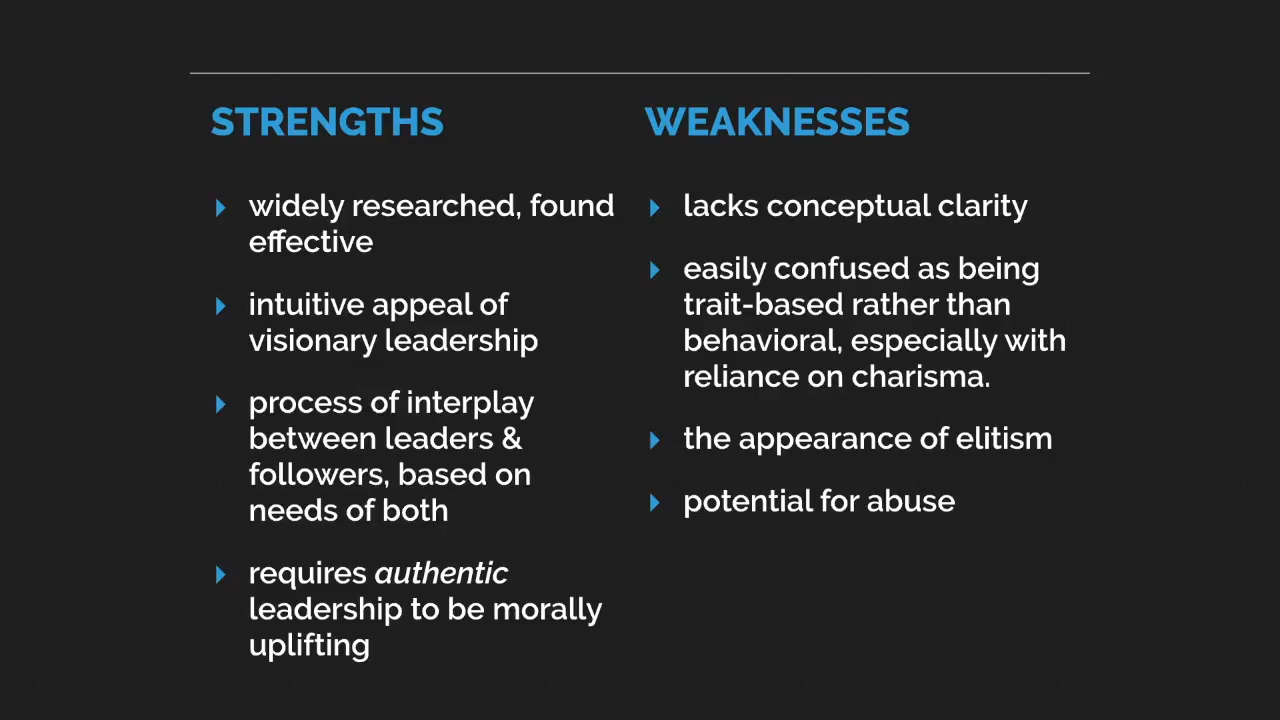 STRENGTHS
widely researched, found
effective
intuitive appeal of
visionary leadership
process of interplay
between leaders &
followers, based on
needs of both
requires authentic
leadership to be morally
uplifting
WEAKNESSES
lacks conceptual clarity
easily confused as being
trait-based rather than
behavioral, especially with
reliance on charisma.
the appearance of elitism
potential for abuse